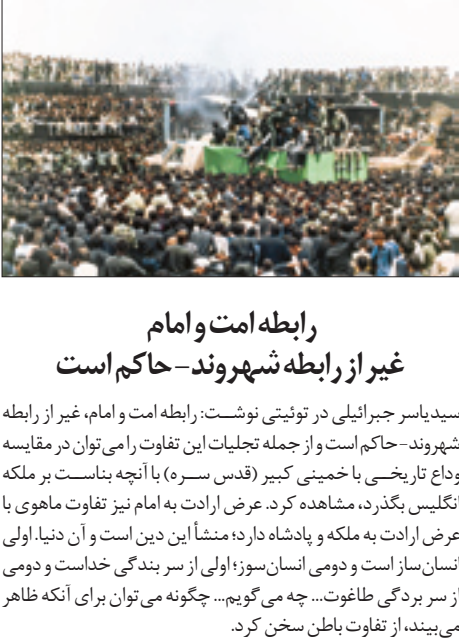 رابطه امت و امام
غیر از رابطه شهروند - حاکم است
سیدیاسر جبرائیلی در توئیتی نوشت: رابطه امت و امام، غیر از رابطه
شهروند-حاکم است و از جمله تجلیات این تفاوت را می‌توان در مقایسه
وداع تاریخی با خمینی کبیر (قدس سره) با آنچه بناست بر ملکه
انگلیس بگذرد، مشاهده کرد. عرض ارادت به امام نیز تفاوت ماهوی با
عرض ارادت به ملکه و پادشاه دارد؛ منشأ این دین است و آن دنیا. اولی
انسان‌ساز است و دومی انسان‌سوز؛ اولی از سر بندگی خداست و دومی
از سر بردگی طاغوت... چه می‌گویم... چگونه می‌توان برای آنکه ظاهر
می‌بیند، از تفاوت باطن سخن کرد.